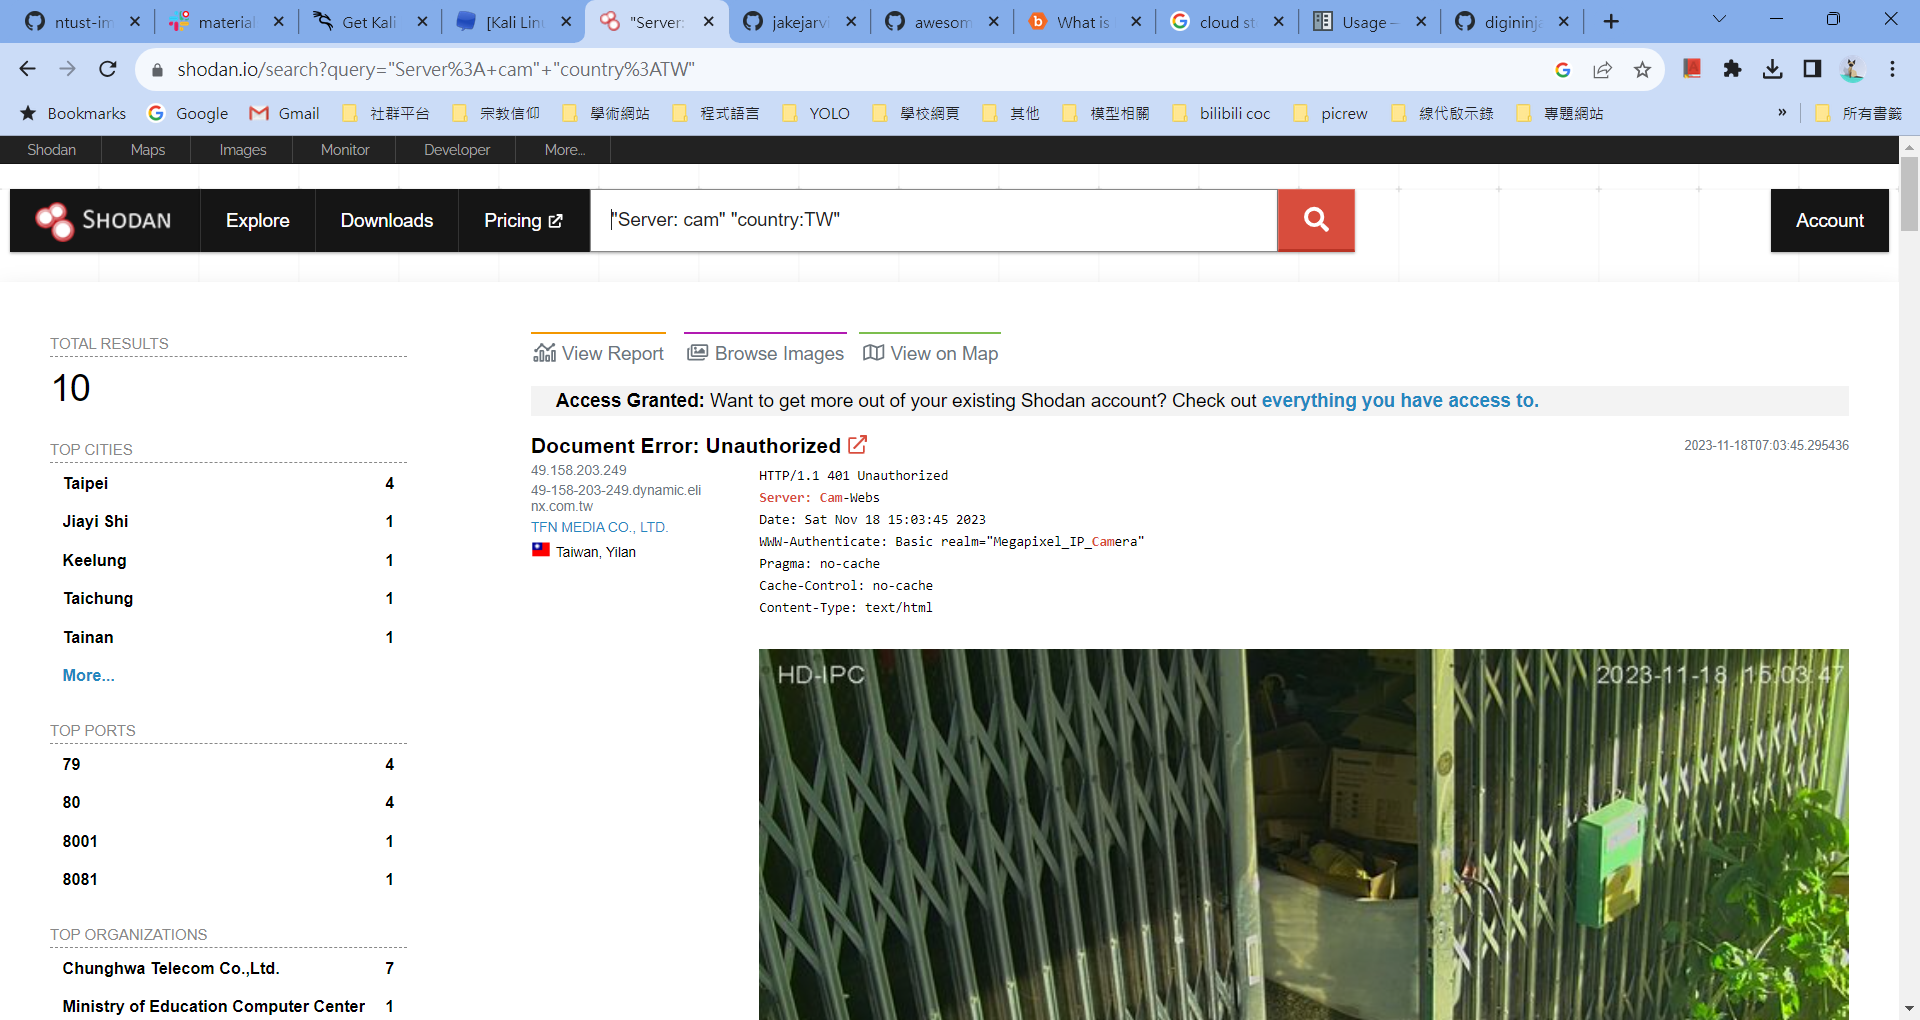 ntust-im
material
Get Kali
[Kali Linu
"Server:
jakejarvi
awesom
What is
cloud st
Usage –
digininja
shodan.io/search?query="Server%3A+cam"+"country%3ATW"
Bookmarks
Google
Gmail
社群平台
宗教信仰
學術網站
程式語言
YOLO
學校網頁
其他
模型相關
bilibili coc
picrew
線代啟示錄
專題網站
»
所有書籤
Shodan
Maps
Images
Monitor
Developer
More...
SHODAN
Explore
Downloads
Pricing
"Server: cam" "country:TW"
Account
TOTAL RESULTS
10
TOP CITIES
Taipei 4
Jiayi Shi 1
Keelung 1
Taichung 1
Tainan 1
More...
TOP PORTS
79 4
80 4
8001 1
8081 1
TOP ORGANIZATIONS
Chunghwa Telecom Co.,Ltd. 7
Ministry of Education Computer Center 1
View Report
Browse Images
View on Map
Access Granted: Want to get more out of your existing Shodan account? Check out everything you have access to.
Document Error: Unauthorized
2023-11-18T07:03:45.295436
49.158.203.249
49-158-203-249.dynamic.eli
nx.com.tw
TFN MEDIA CO., LTD.
Taiwan, Yilan
HTTP/1.1 401 Unauthorized
Server: Cam-Webs
Date: Sat Nov 18 15:03:45 2023
WWW-Authenticate: Basic realm="Megapixel_IP_Camera"
Pragma: no-cache
Cache-Control: no-cache
Content-Type: text/html
HD-IPC
2023-11-18 15:03:47